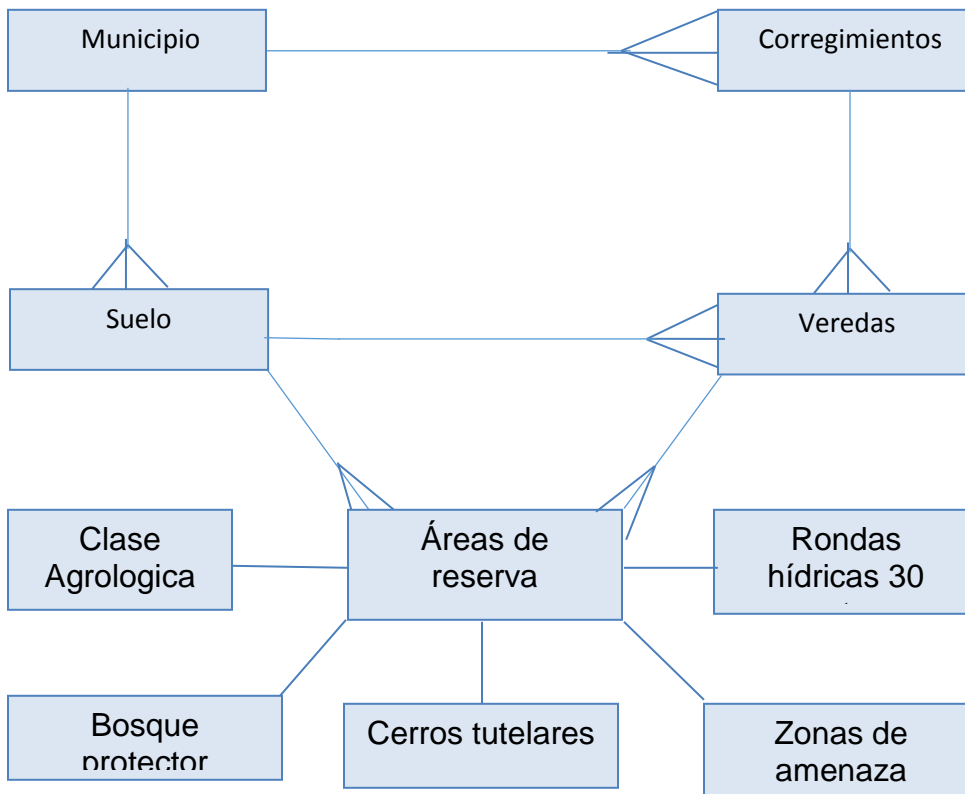 Municipio
Corregimientos
Suelo
Veredas
Clase
Agrologica
Áreas de
reserva
Rondas
hídricas 30
Bosque
protector
Cerros tutelares
Zonas de
amenaza